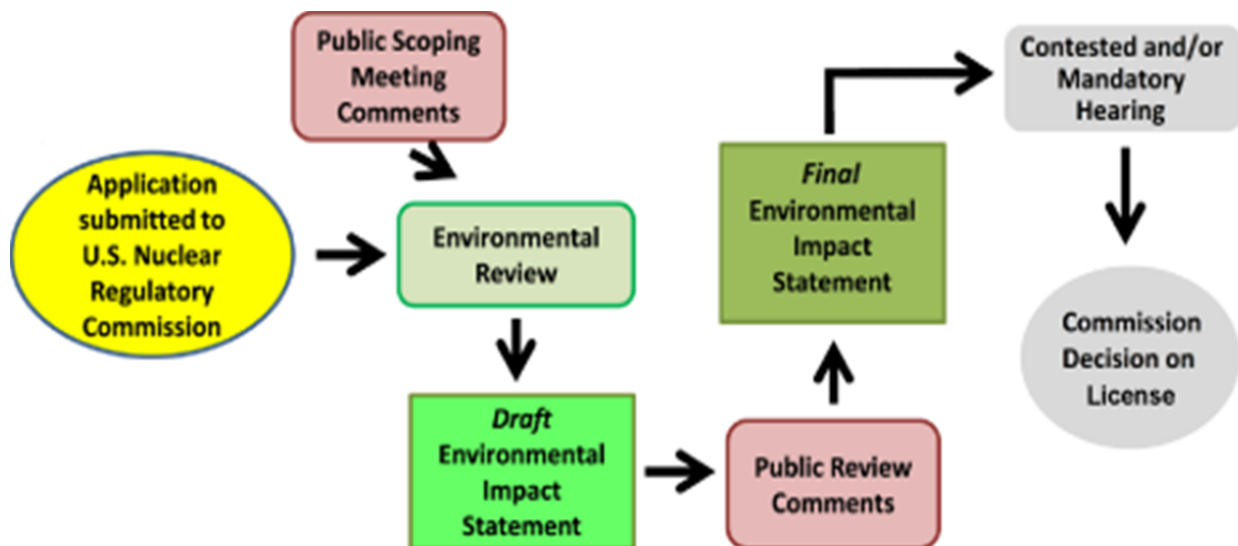 Public Scoping
Meeting
Comments
Application
submitted to
U.S. Nuclear
Regulatory
Commission
Environmental
Review
Draft
Environmental
Impact
Statement
Public Review
Comments
Final
Environmental
Impact
Statement
Contested and/or
Mandatory
Hearing
Commission
Decision on
License